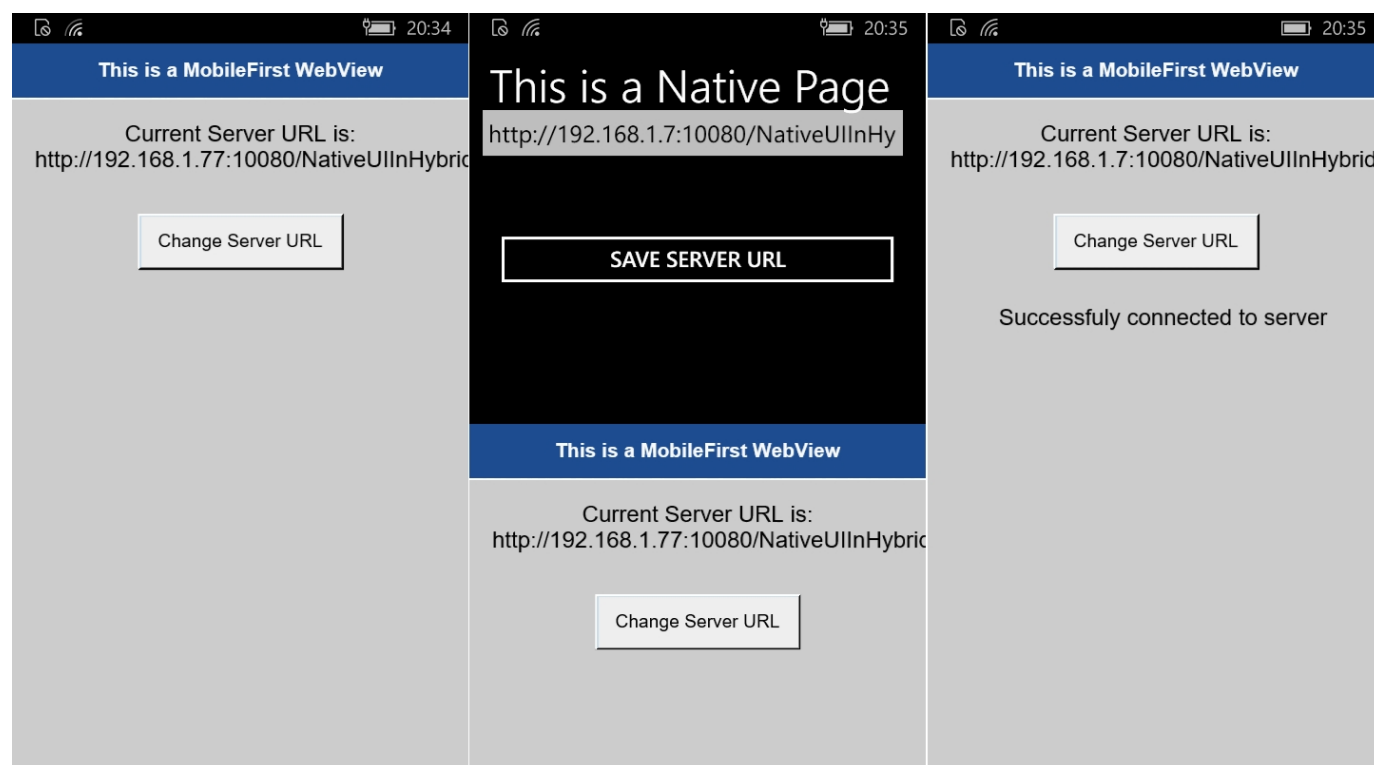 20:34
This is a MobileFirst WebView
Current Server URL is:
http://192.168.1.77:10080/NativeUIInHybrid
Change Server URL
20:35
This is a Native Page
http://192.168.1.7:10080/NativeUIInHy
SAVE SERVER URL
This is a MobileFirst WebView
Current Server URL is:
http://192.168.1.77:10080/NativeUIInHybric
Change Server URL
20:35
This is a MobileFirst WebView
Current Server URL is:
http://192.168.1.7:10080/NativeUIInHybrid
Change Server URL
Successfuly connected to server